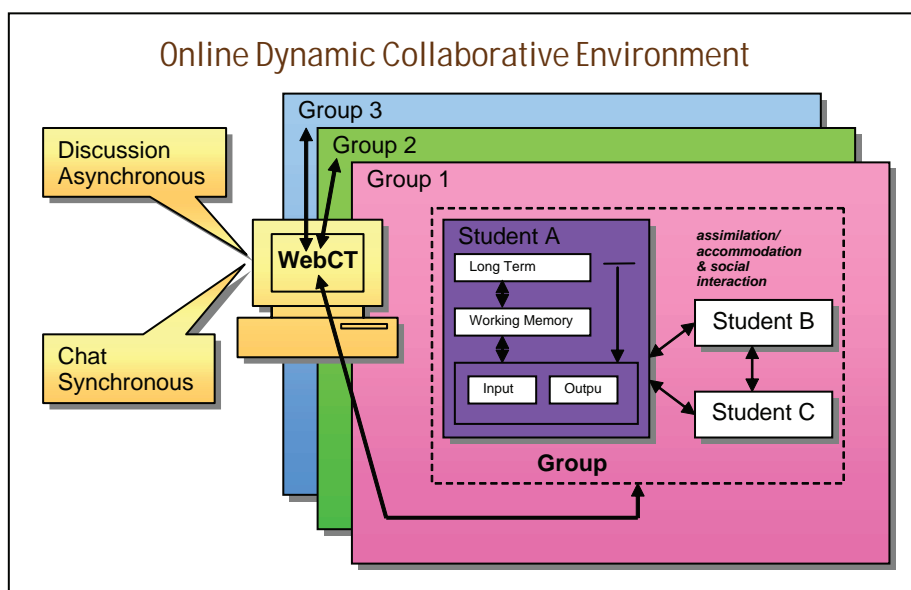 Online Dynamic Collaborative Environment
Group 3
Group 2
Group 1
Discussion
Asynchronous
WebCT
Chat
Synchronous
Student A
Long Term
Working Memory
Input
Outpu
assimilation/
accommodation
& social
interaction
Student B
Student C
Group